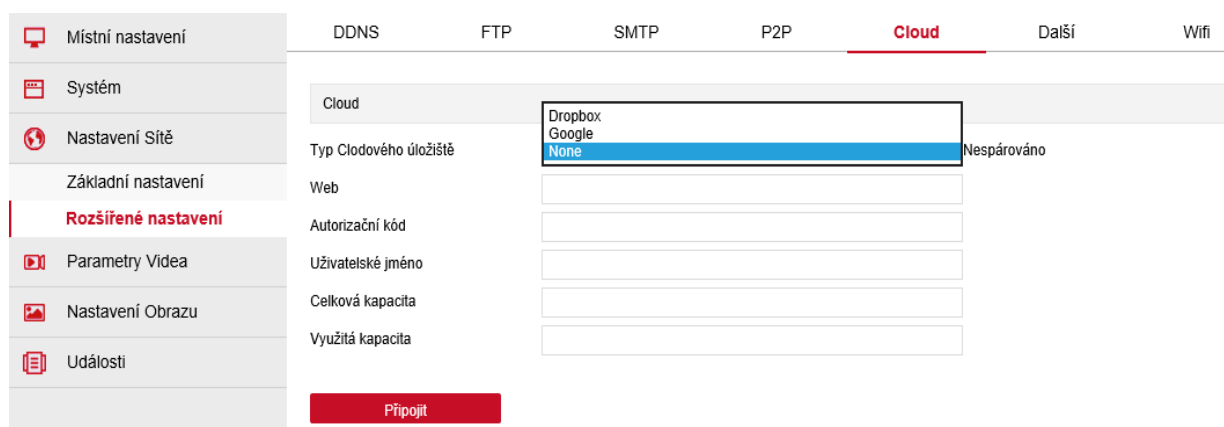 Místní nastavení
Systém
Nastavení Sítě
Základní nastavení
Rozšířené nastavení
Parametry Videa
Nastavení Obrazu
Události
DDNS FTP SMTP P2P Cloud Další Wifi
Cloud
Dropbox
Google
Typ Clodového úložiště None Nespárováno
Web
Autorizační kód
Uživatelské jméno
Celková kapacita
Využitá kapacita
Připojit